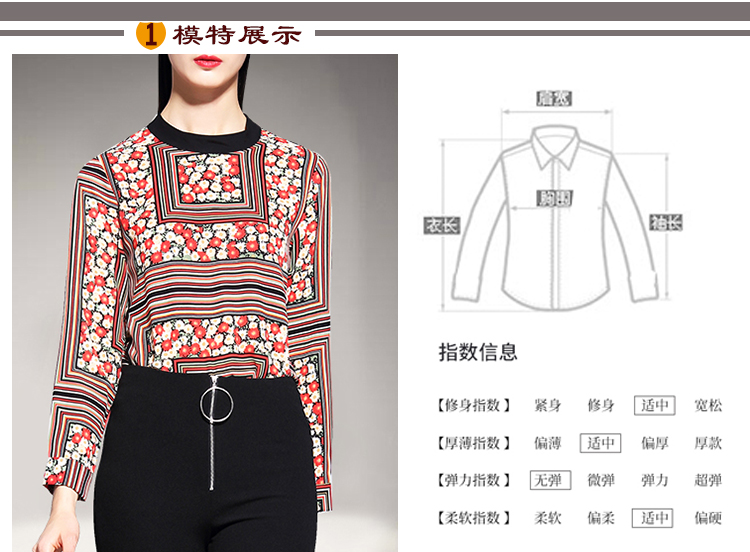 1 模特展示
肩宽
胸围
衣长
袖长
指数信息
【修身指数】 紧身 修身 适中 宽松
【厚薄指数】 偏薄 适中 偏厚 厚款
【弹力指数】 无弹 微弹 弹力 超弹
【柔软指数】 柔软 偏柔 适中 偏硬